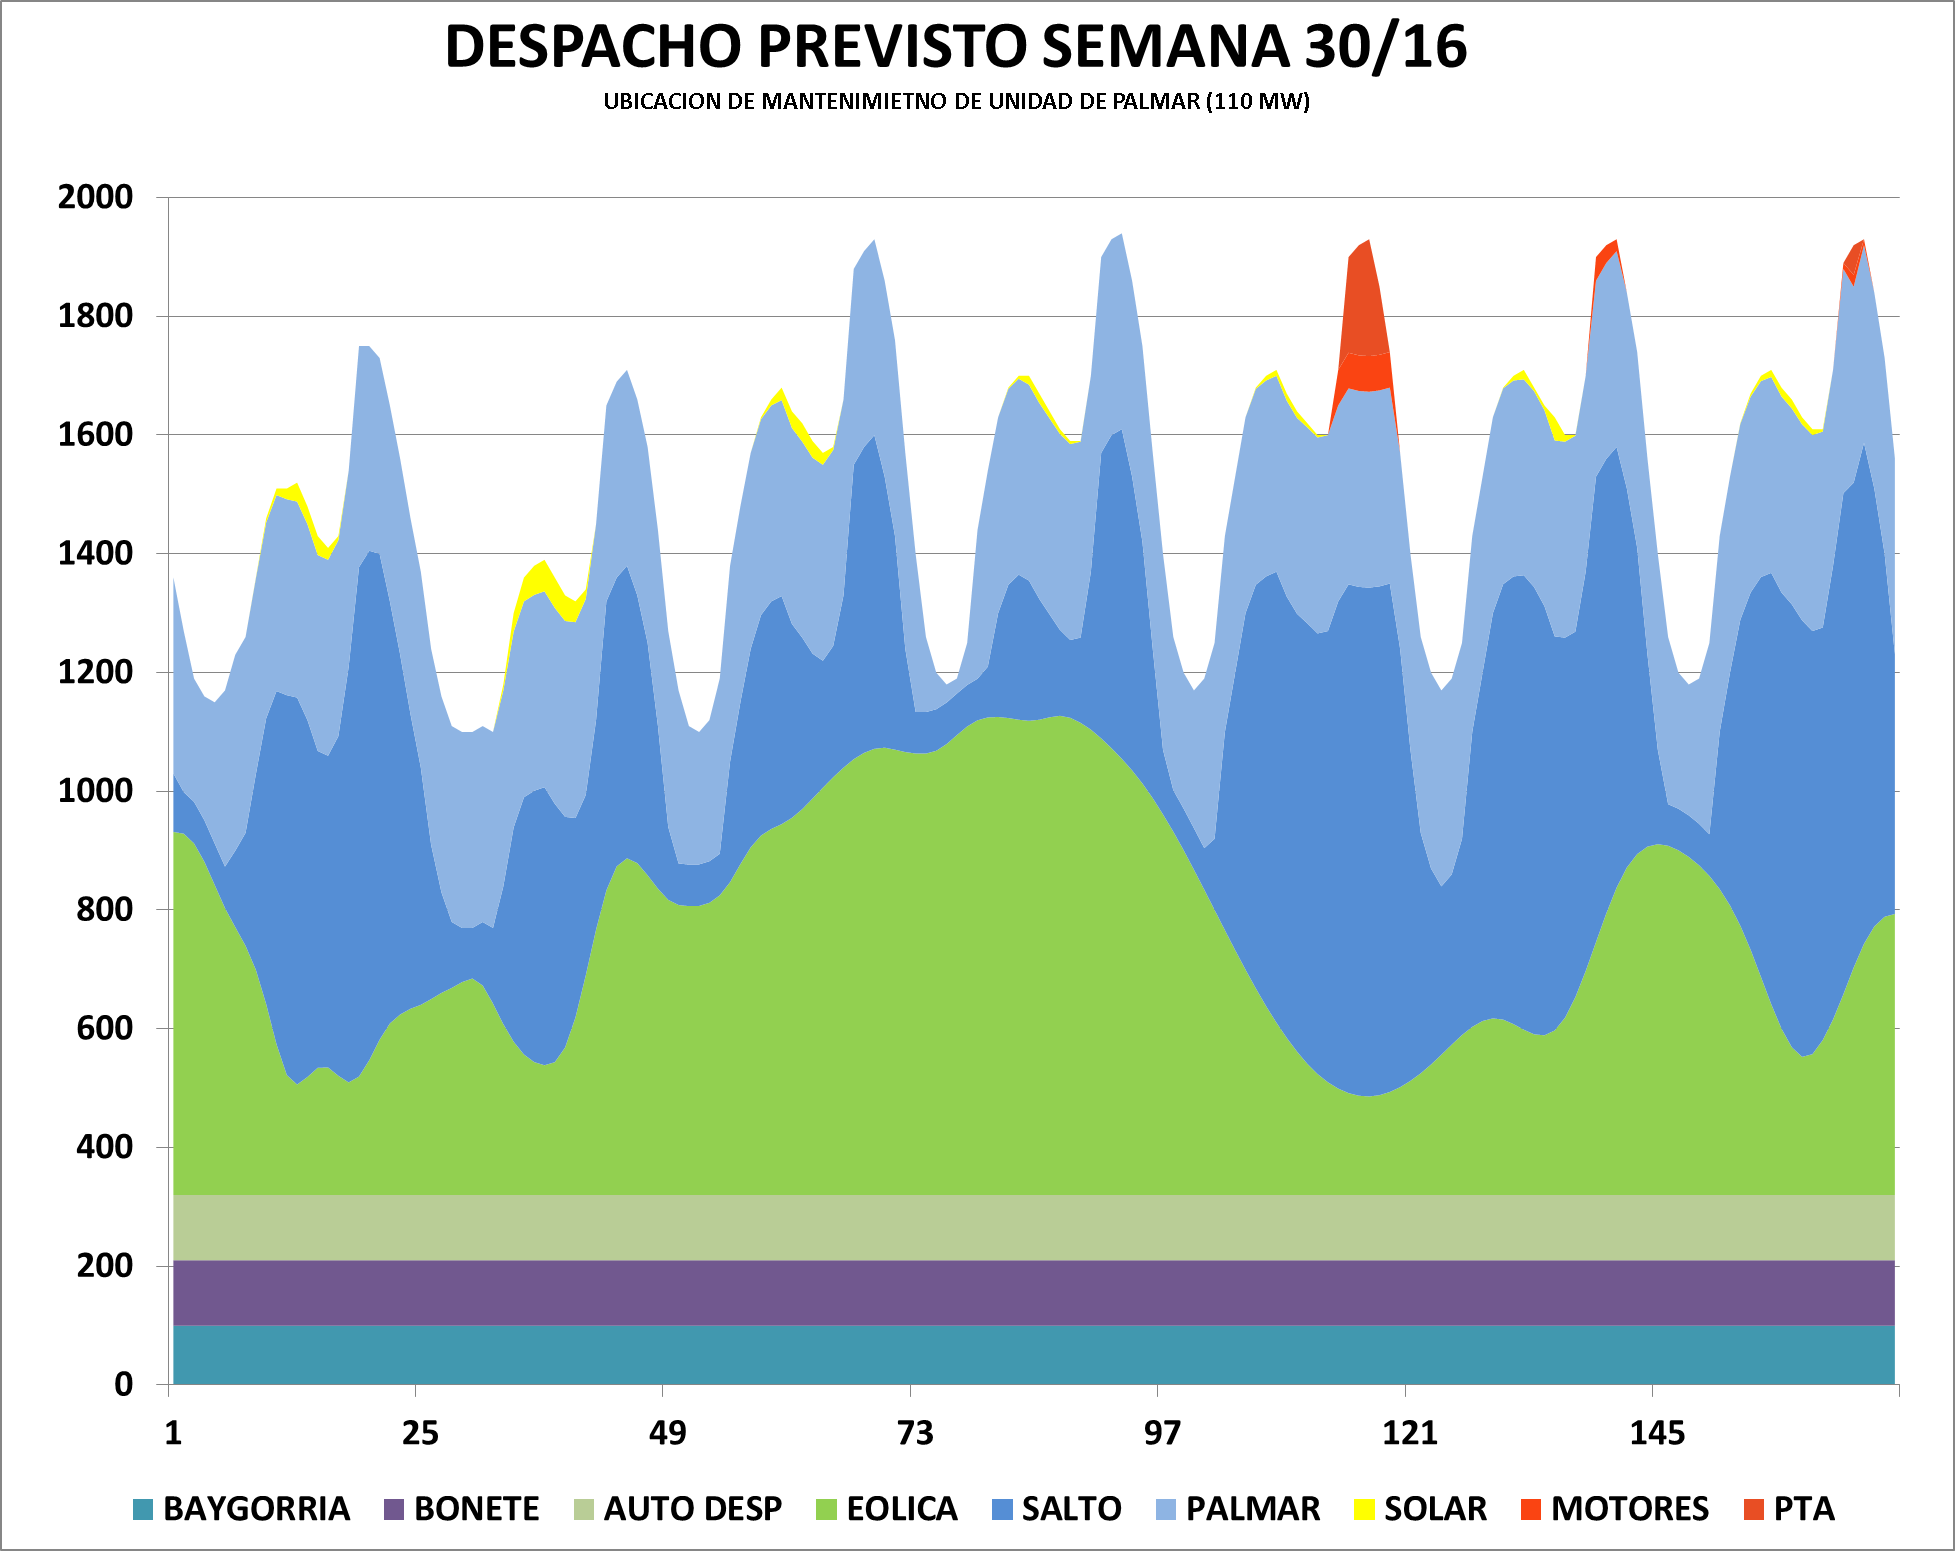 DESPACHO PREVISTO SEMANA 30/16
UBICACION DE MANTENIMIETNO DE UNIDAD DE PALMAR (110 MW)
2000
1800
1600
1400
1200
1000
800
600
400
200
0
1 25 49 73 97 121 145
BAYGORRIA BONETE AUTO DESP EOLICA SALTO PALMAR SOLAR MOTORES PTA